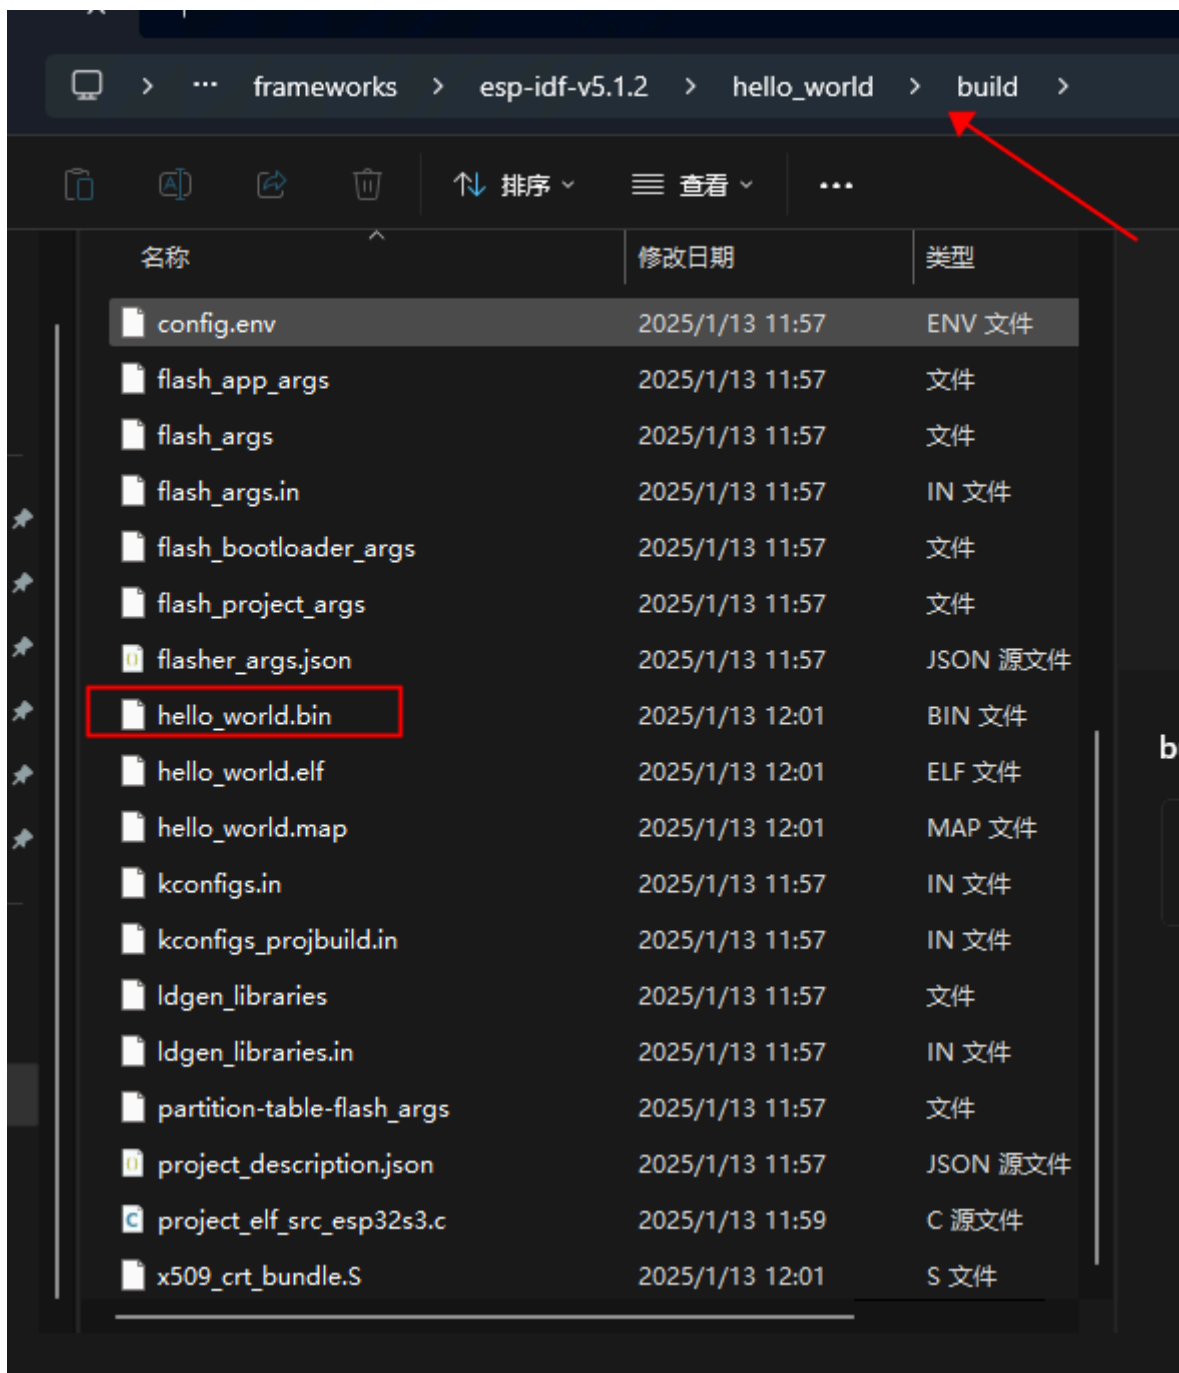 frameworks > esp-idf-v5.1.2 > hello_world > build >
排序 查看 ...
名称 修改日期 类型
config.env 2025/1/13 11:57 ENV 文件
flash_app_args 2025/1/13 11:57 文件
flash_args 2025/1/13 11:57 文件
flash_args.in 2025/1/13 11:57 IN 文件
flash_bootloader_args 2025/1/13 11:57 文件
flash_project_args 2025/1/13 11:57 文件
flasher_args.json 2025/1/13 11:57 JSON 源文件
hello_world.bin 2025/1/13 12:01 BIN 文件
hello_world.elf 2025/1/13 12:01 ELF 文件
hello_world.map 2025/1/13 12:01 MAP 文件
kconfigs.in 2025/1/13 11:57 IN 文件
kconfigs_projbuild.in 2025/1/13 11:57 IN 文件
ldgen_libraries 2025/1/13 11:57 文件
ldgen_libraries.in 2025/1/13 11:57 IN 文件
partition-table-flash_args 2025/1/13 11:57 文件
project_description.json 2025/1/13 11:57 JSON 源文件
project_elf_src_esp32s3.c 2025/1/13 11:59 C 源文件
x509_crt_bundle.S 2025/1/13 12:01 S 文件